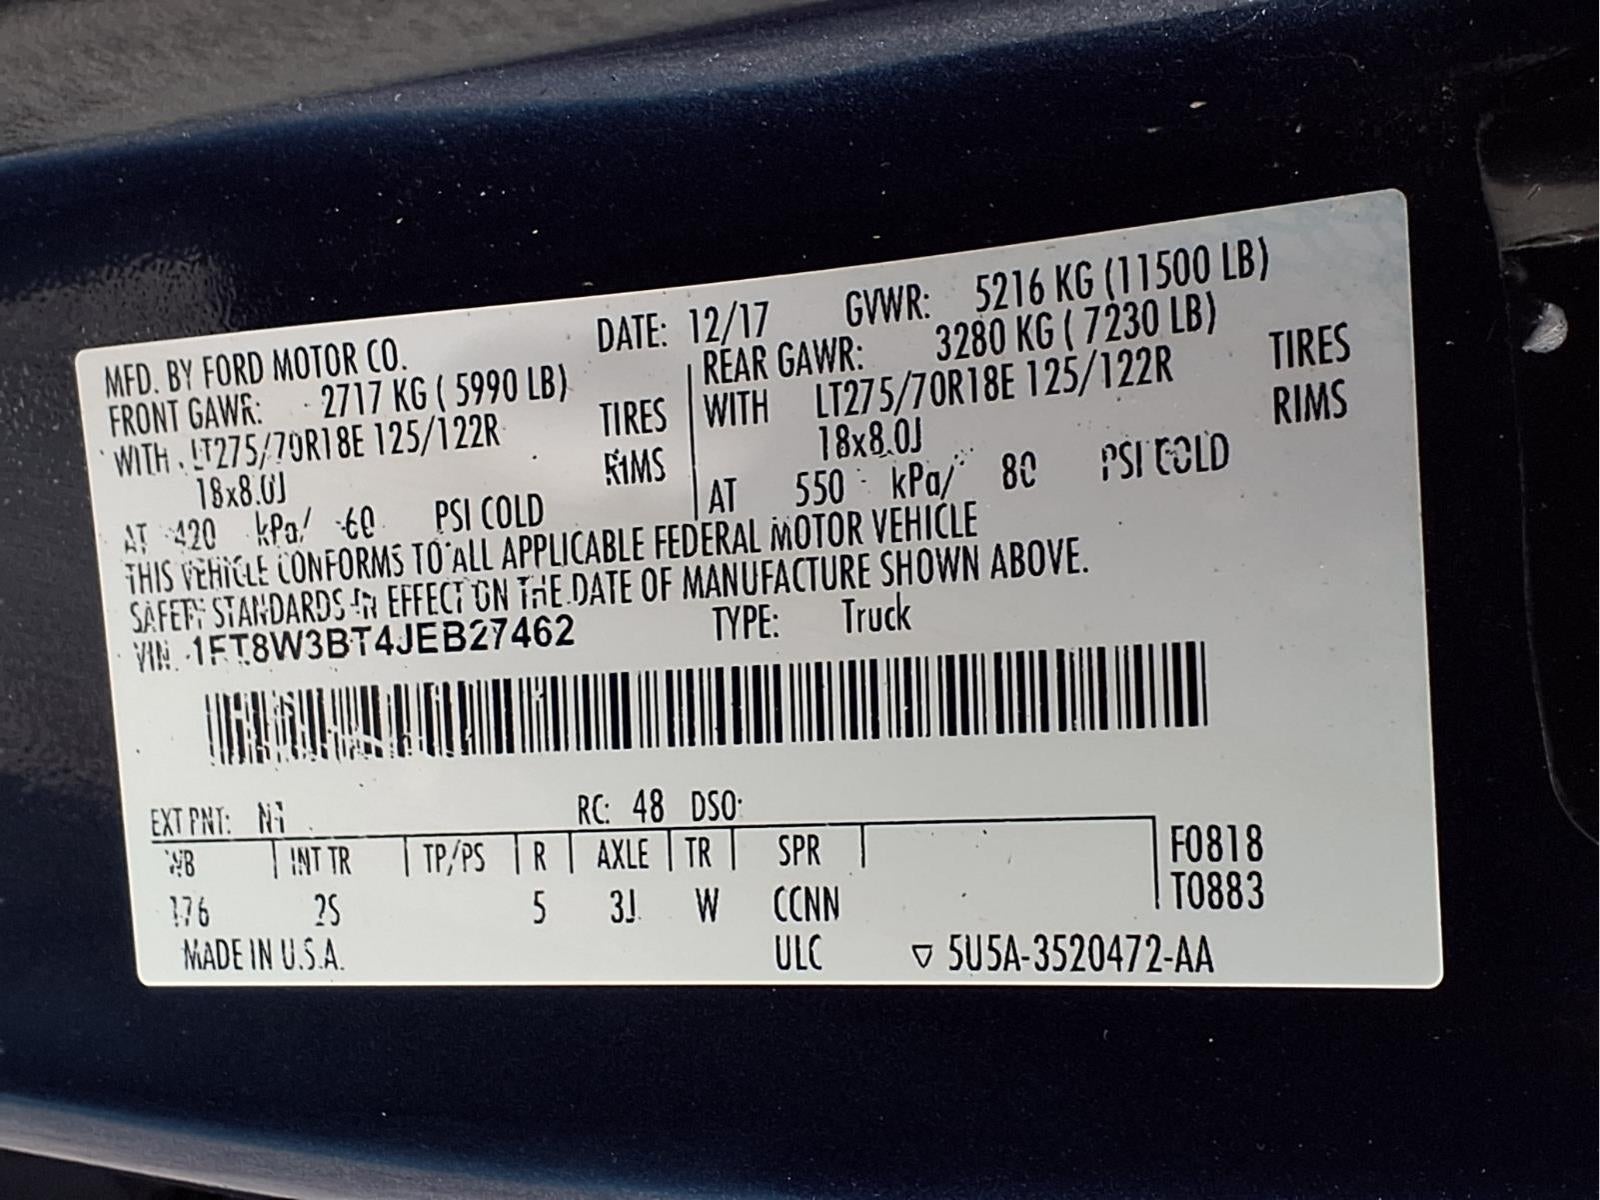 MFD. BY FORD MOTOR CO. DATE: 12/17 GVWR: 5216 KG (11500 LB)
FRONT GAWR: 2717 KG ( 5990 LB) REAR GAWR: 3280 KG ( 7230 LB)
WITH LT275/70R18E 125/122R TIRES WITH LT275/70R18E 125/122R TIRES
18x8.0J RIMS 18x8.0J RIMS
AT 420 kPa/ 60 PSI COLD AT 550 kPa/ 80 PSI COLD
THIS VEHICLE CONFORMS TO ALL APPLICABLE FEDERAL MOTOR VEHICLE
SAFETY STANDARDS IN EFFECT ON THE DATE OF MANUFACTURE SHOWN ABOVE.
VIN: 1FT8W3BT4JEB27462 TYPE: Truck
EXT PNT: RC: 48 DSO:
WB INT TR TP/PS R AXLE TR SPR F0818
176 2S 5 3J W CCNN T0883
MADE IN U.S.A. ULC ▽ 5U5A-3520472-AA